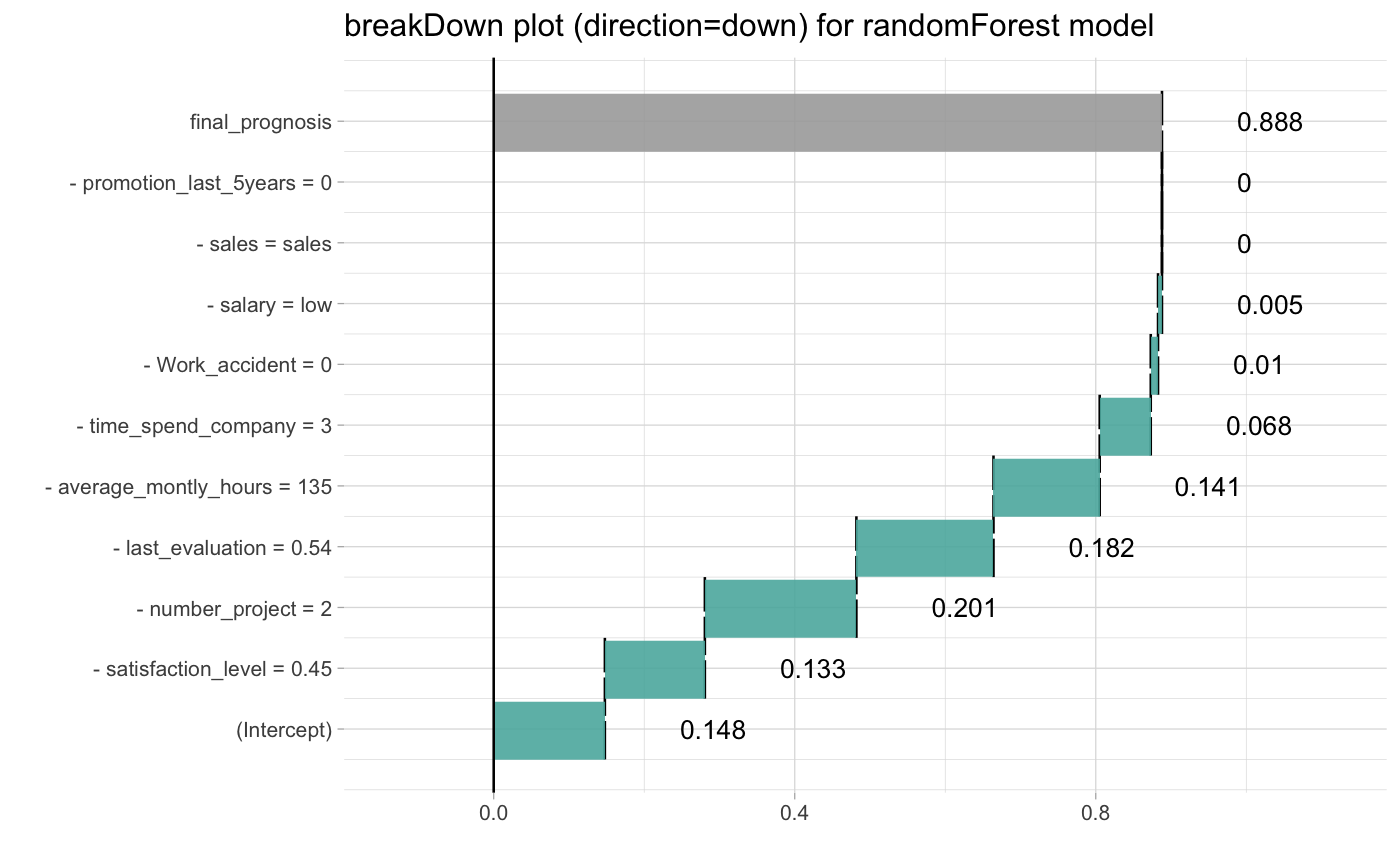 breakDown plot (direction=down) for randomForest model
final_prognosis 0.888
- promotion_last_5years = 0 0
- sales = sales 0
- salary = low 0.005
- Work_accident = 0 0.01
- time_spend_company = 3 0.068
- average_montly_hours = 135 0.141
- last_evaluation = 0.54 0.182
- number_project = 2 0.201
- satisfaction_level = 0.45 0.133
(Intercept) 0.148
0.0 0.4 0.8